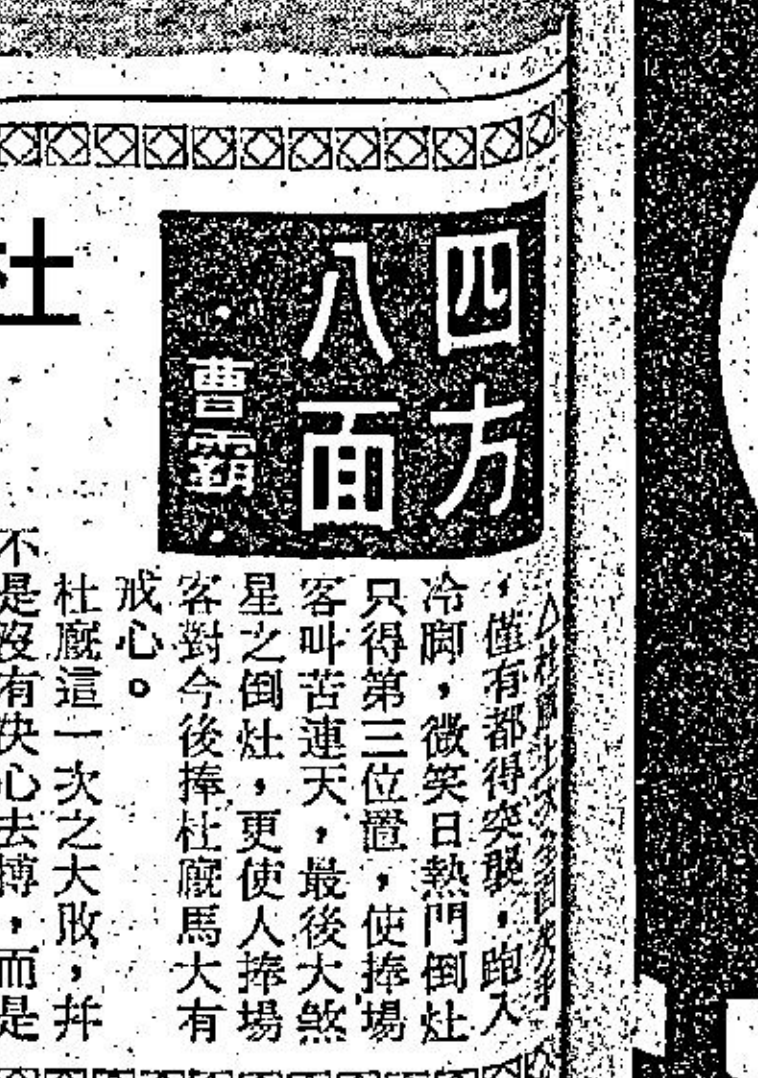 四方
八面
曹霸
杜
，僅有都得突襲，跑入
冷脚，微笑日熱門倒灶
只得第三位置，使捧場
客叫苦連天，最後大煞
星之倒灶，更使人捧場
客對今後捧杜廐馬大有
戒心。
杜廐這一次之大敗，幷
不是沒有決心去搏，而是